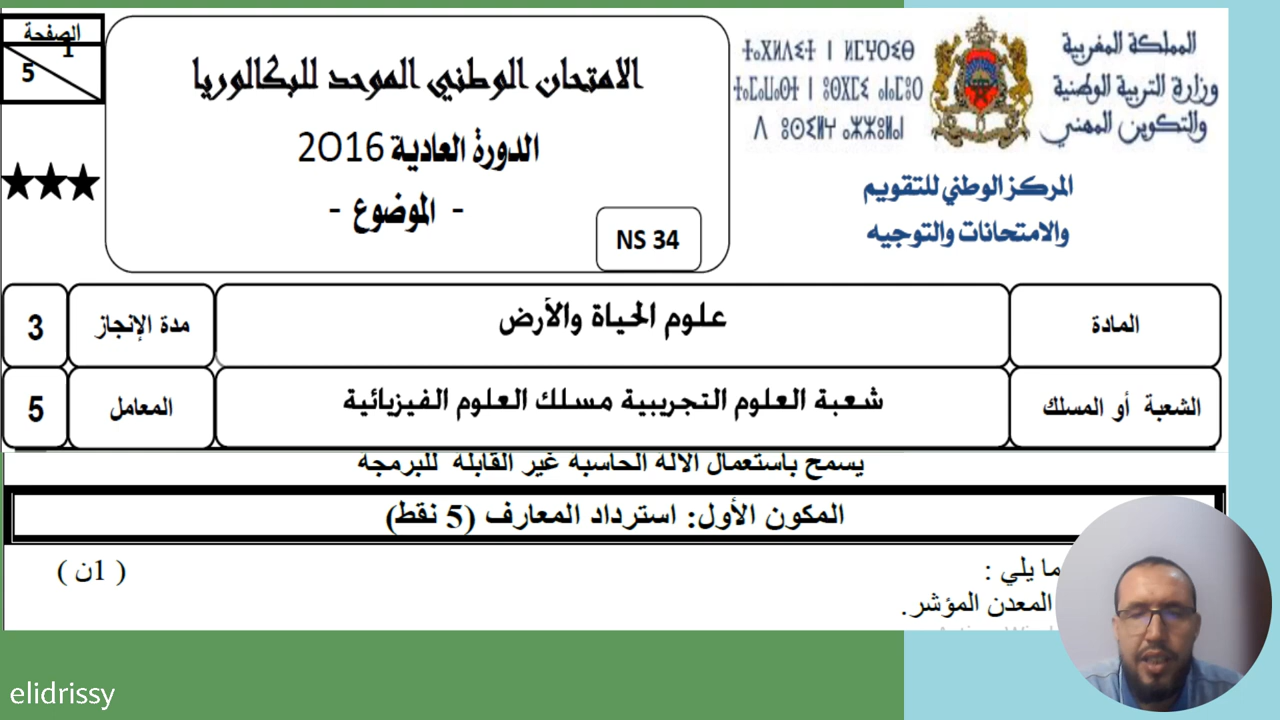 المملكة المغربية
وزارة التربية الوطنية
والتكوين المهني
ⵜⴰⴳⵍⴷⵉⵜ ⵏ ⵍⵎⵖⵔⵉⴱ
المركز الوطني للتقويم
والامتحانات والتوجيه
الامتحان الوطني الموحد للبكالوريا
الدورة العادية 2016
- الموضوع -
NS 34
الصفحة
1
5
★★★
المادة علوم الحياة والأرض مدة الإنجاز 3
الشعبة أو المسلك شعبة العلوم التجريبية مسلك العلوم الفيزيائية المعامل 5
يسمح باستعمال الآلة الحاسبة غير القابلة للبرمجة
المكون الأول: استرداد المعارف (5 نقط)
ما يلي : ( 1ن )
المعدن المؤشر.
elidrissy